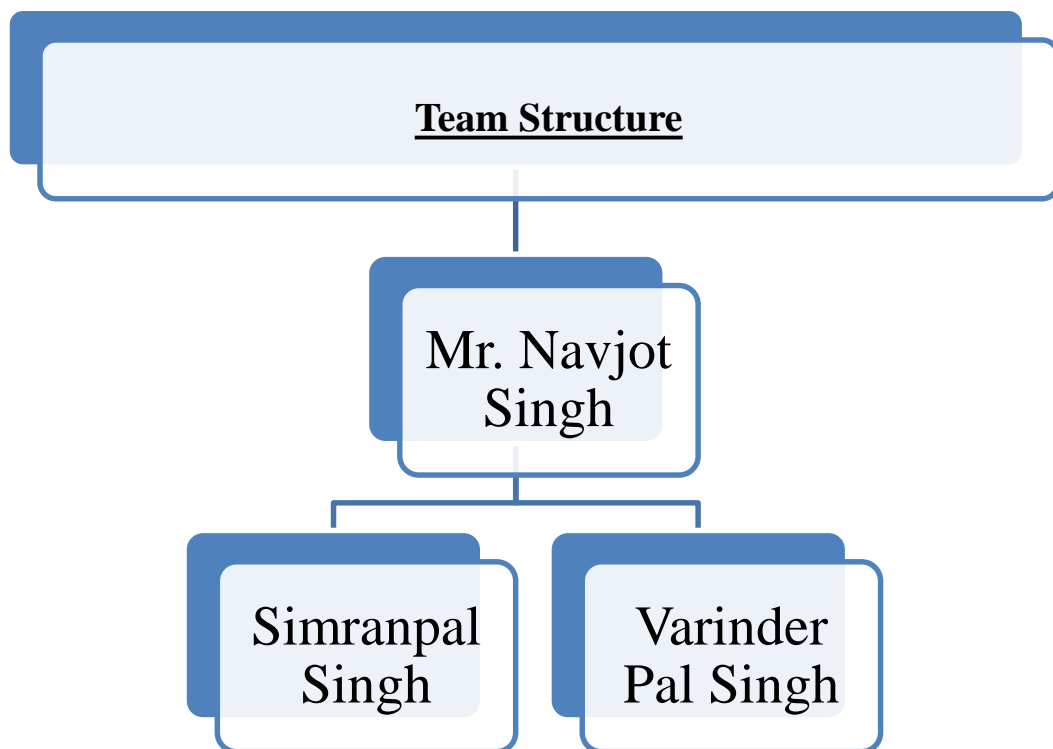 Team Structure
Mr. Navjot
Singh
Simranpal
Singh
Varinder
Pal Singh